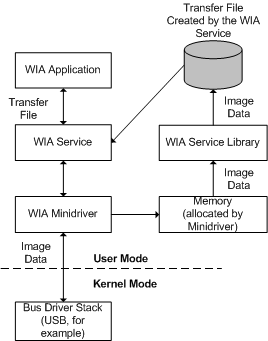 Transfer File
Created by the WIA
Service
WIA Application
Transfer
File
Image
Data
WIA Service
WIA Service Library
Image
Data
WIA Minidriver
Memory
(allocated by
Minidriver)
Image
Data
User Mode
Kernel Mode
Bus Driver Stack
(USB, for
example)